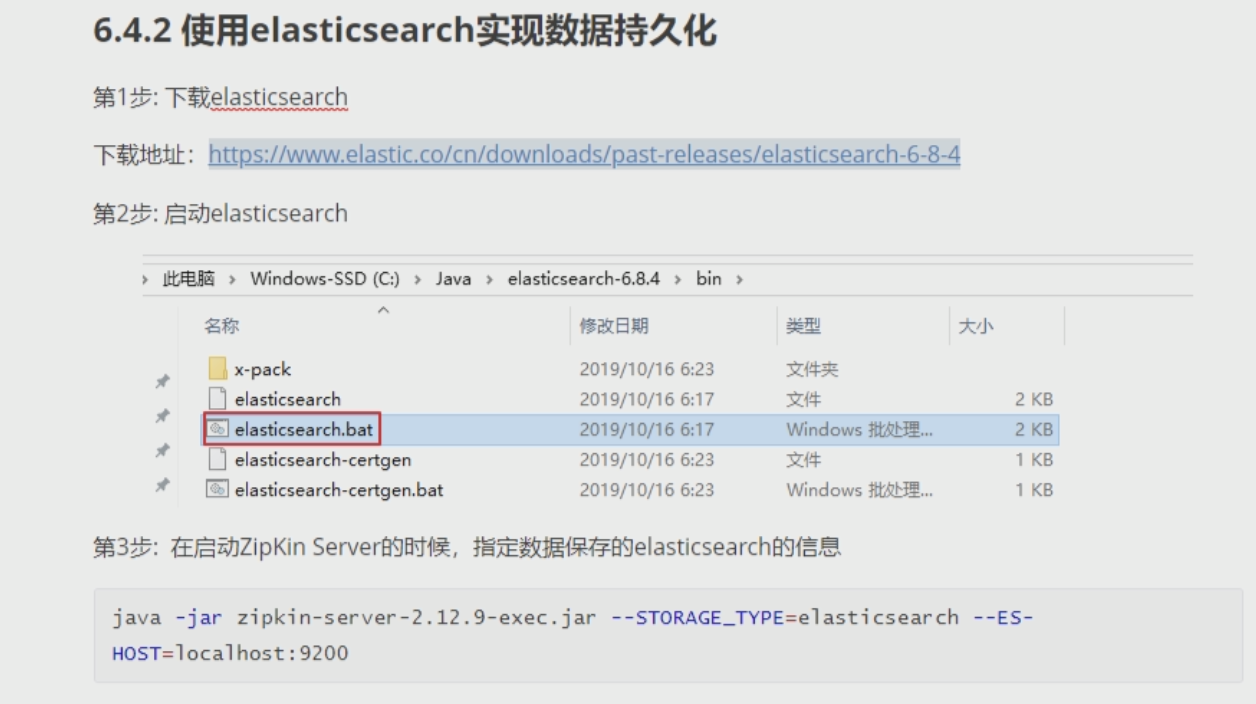 6.4.2 使用elasticsearch实现数据持久化
第1步: 下载elasticsearch
下载地址：https://www.elastic.co/cn/downloads/past-releases/elasticsearch-6-8-4
第2步: 启动elasticsearch
› 此电脑 › Windows-SSD (C:) › Java › elasticsearch-6.8.4 › bin ›
名称 修改日期 类型 大小
x-pack 2019/10/16 6:23 文件夹
elasticsearch 2019/10/16 6:17 文件 2 KB
elasticsearch.bat 2019/10/16 6:17 Windows 批处理... 2 KB
elasticsearch-certgen 2019/10/16 6:23 文件 1 KB
elasticsearch-certgen.bat 2019/10/16 6:23 Windows 批处理... 1 KB
第3步: 在启动ZipKin Server的时候，指定数据保存的elasticsearch的信息
java -jar zipkin-server-2.12.9-exec.jar --STORAGE_TYPE=elasticsearch --ES-
HOST=localhost:9200